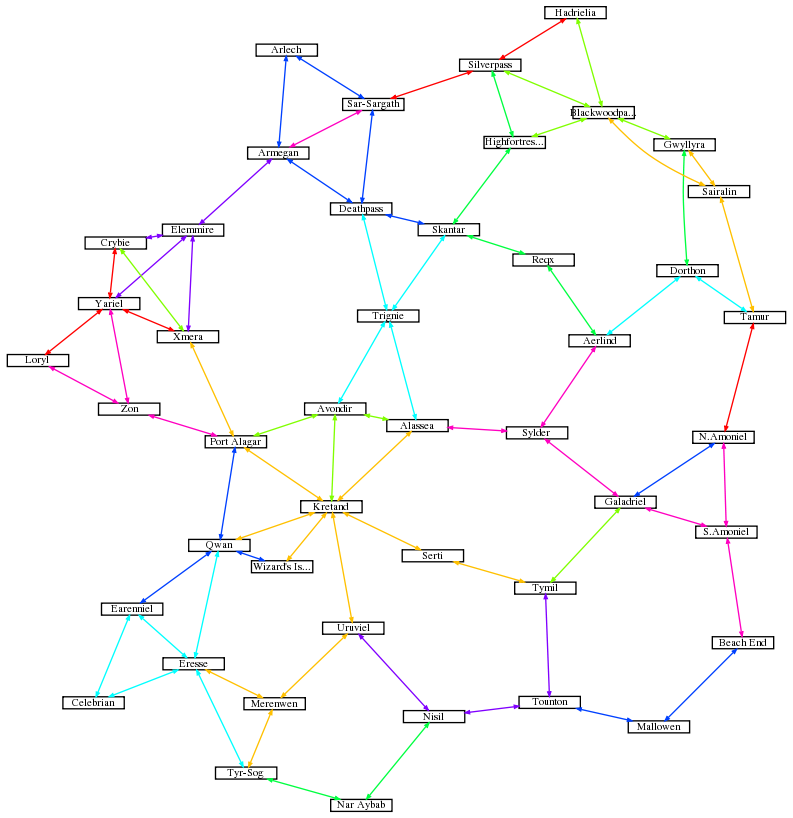 Hadrielia
Arlech
Silverpass
Sar-Sargath
Blackwoodpa...
Highfortres...
Gwyllyra
Armegan
Sairalin
Deathpass
Elemmire
Skantar
Crybie
Reqx
Dorthon
Yariel
Trignie
Tamur
Xmera
Aerlind
Loryl
Zon
Avondir
Alassea
Sylder
N.Amoniel
Port Alagar
Galadriel
Kretand
S.Amoniel
Qwan
Serti
Wizard's Is...
Tymil
Earenniel
Uruviel
Beach End
Eresse
Celebrian
Merenwen
Tounton
Nisil
Mallowen
Tyr-Sog
Nar Aybab